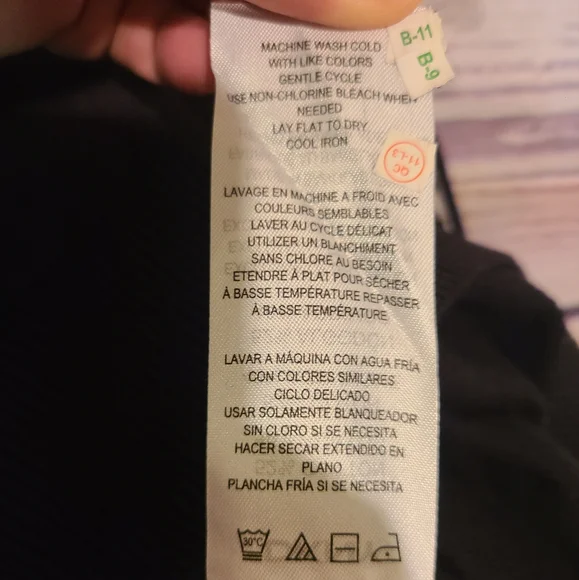 MACHINE WASH COLD
WITH LIKE COLORS
GENTLE CYCLE
USE NON-CHLORINE BLEACH WHEN
NEEDED
LAY FLAT TO DRY
COOL IRON
B-11
B-9
QC
LAVAGE EN MACHINE A FROID AVEC
COULEURS SEMBLABLES
LAVER AU CYCLE DÉLICAT
UTILIZER UN BLANCHIMENT
SANS CHLORE AU BESOIN
ETENDRE À PLAT POUR SÉCHER
À BASSE TEMPÉRATURE REPASSER
À BASSE TEMPÉRATURE
LAVAR A MÁQUINA CON AGUA FRÍA
CON COLORES SIMILARES
CICLO DELICADO
USAR SOLAMENTE BLANQUEADOR
SIN CLORO SI SE NECESITA
HACER SECAR EXTENDIDO EN
PLANO
PLANCHA FRÍA SI SE NECESITA
30°C